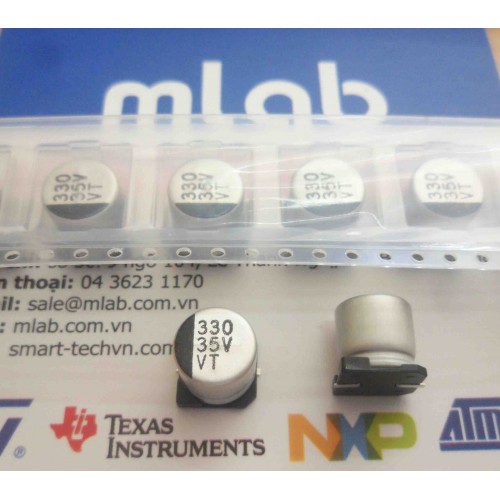 mlab
330
35V
VT
330
35V
VT
330
35V
VT
330
35V
VT
thoại: 04 3623 1170
sale@mlab.com.vn
mlab.com.vn
smart-techvn.com
330
35V
VT
TEXAS
INSTRUMENTS
NXP